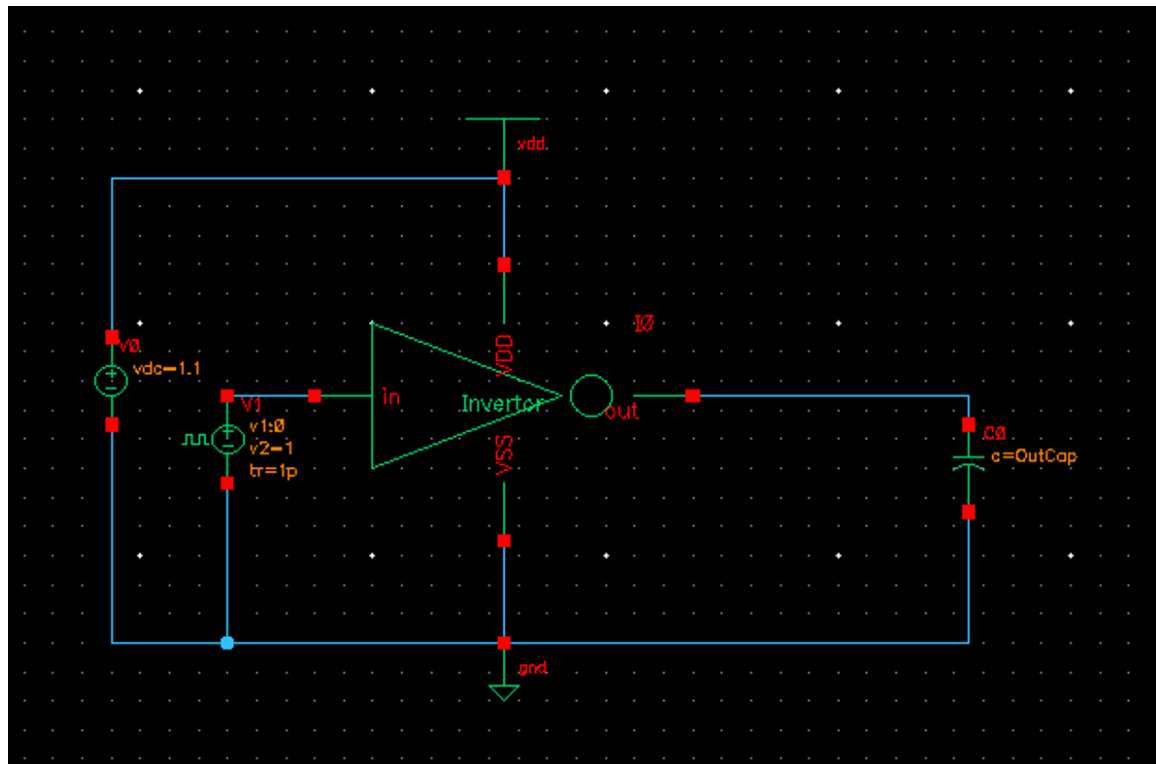 vdd
V0
vdc=1.1
V1
v1:0
v2=1
tr=1p
in
VDD
Invertor
VSS
I0
out
C0
c=OutCap
gnd